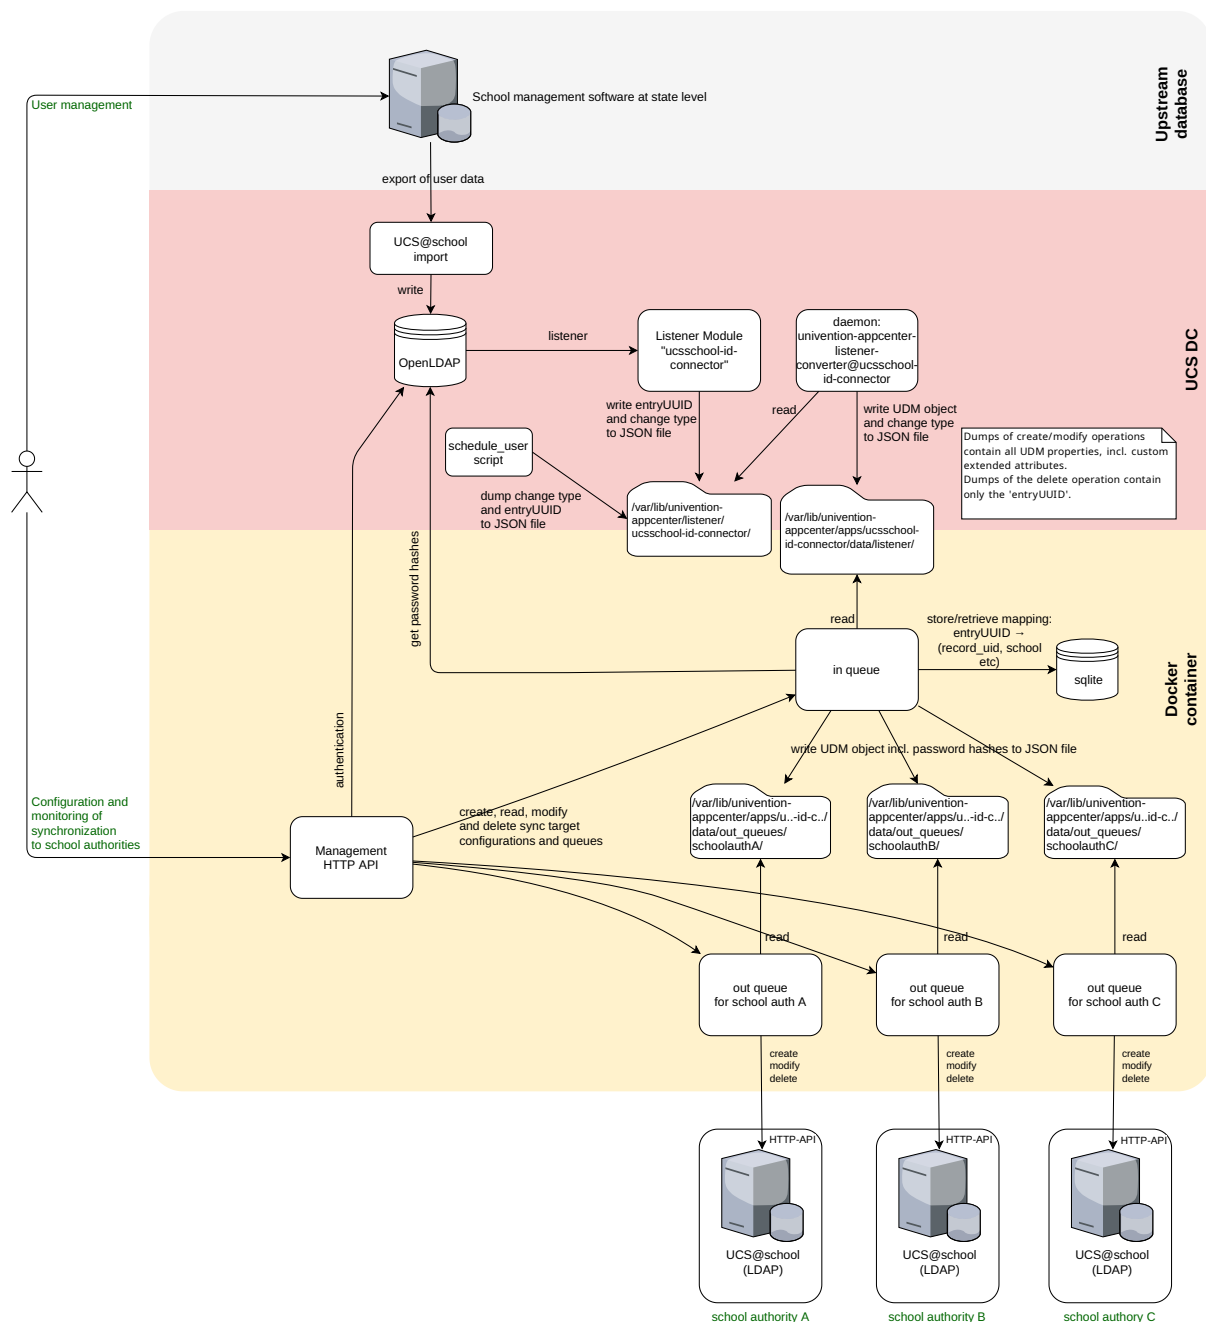 Upstream
database
User management
School management software at state level
export of user data
UCS@school
import
write
OpenLDAP
listener
Listener Module
"ucsschool-id-
connector"
daemon:
univention-appcenter-
listener-
converter@ucsschool-
id-connector
UCS DC
write entryUUID
and change type
to JSON file
read
write UDM object
and change type
to JSON file
schedule_user
script
dump change type
and entryUUID
to JSON file
Dumps of create/modify operations
contain all UDM properties, incl. custom
extended attributes.
Dumps of the delete operation contain
only the 'entryUUID'.
/var/lib/univention-
appcenter/listener/
ucsschool-id-connector/
/var/lib/univention-
appcenter/apps/ucsschool-
id-connector/data/listener/
get password hashes
read
store/retrieve mapping:
entryUUID →
(record_uid, school
etc)
in queue
sqlite
Docker
container
authentication
write UDM object incl. password hashes to JSON file
Configuration and
monitoring of
synchronization
to school authorities
Management
HTTP API
create, read, modify
and delete sync target
configurations and queues
/var/lib/univention-
appcenter/apps/u..-id-c../
data/out_queues/
schoolauthA/
/var/lib/univention-
appcenter/apps/u..-id-c../
data/out_queues/
schoolauthB/
/var/lib/univention-
appcenter/apps/u..id-c../
data/out_queues/
schoolauthC/
read
read
read
out queue
for school auth A
out queue
for school auth B
out queue
for school auth C
create
modify
delete
create
modify
delete
create
modify
delete
HTTP-API
HTTP-API
HTTP-API
UCS@school
(LDAP)
UCS@school
(LDAP)
UCS@school
(LDAP)
school authority A
school authority B
school authory C